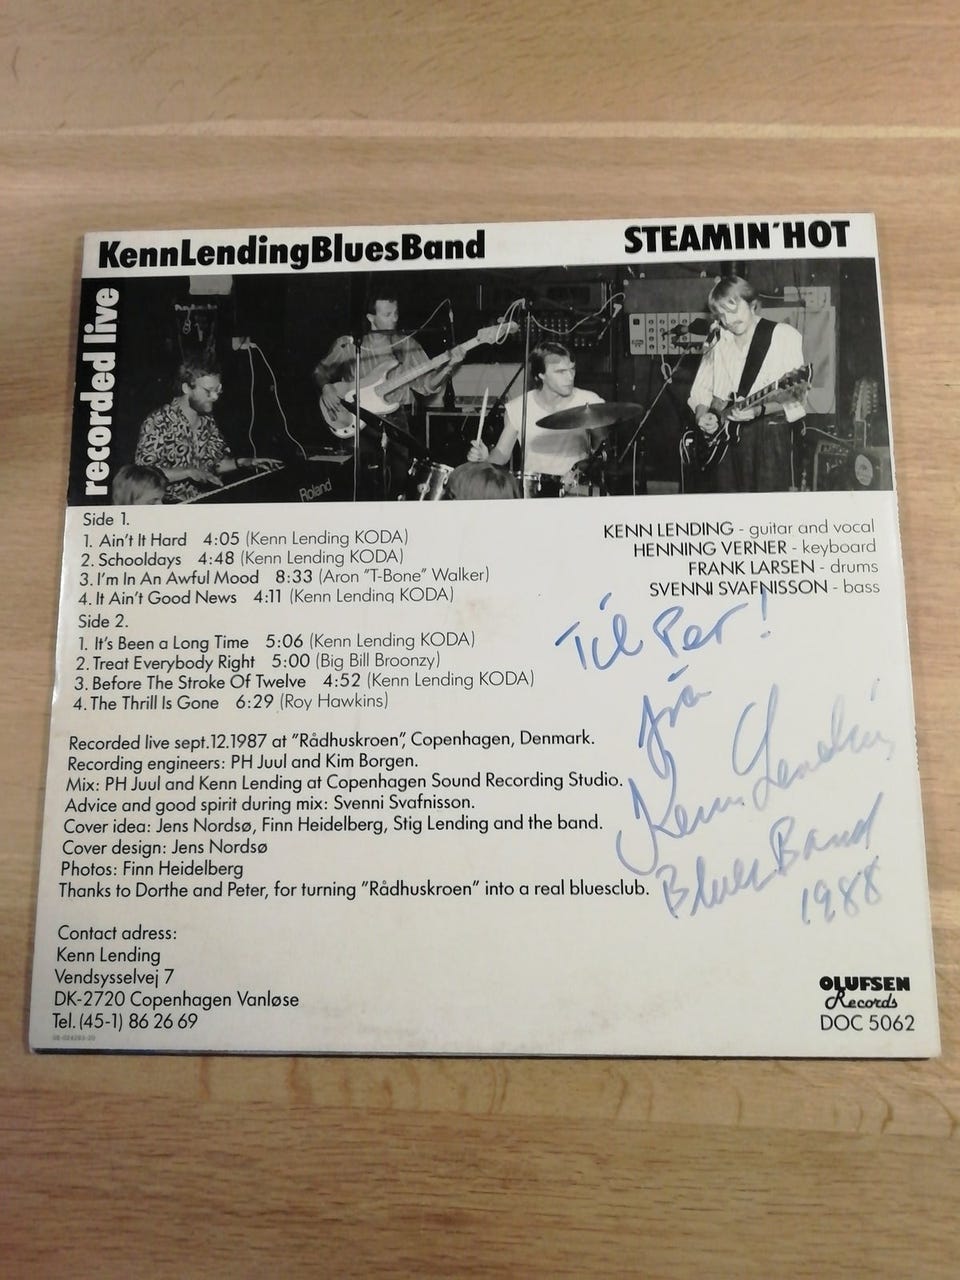 KennLendingBluesBand
STEAMIN´HOT
recorded live
Roland
Side 1.
1. Ain't It Hard 4:05 (Kenn Lending KODA)
2. Schooldays 4:48 (Kenn Lending KODA)
3. I'm In An Awful Mood 8:33 (Aron "T-Bone" Walker)
4. It Ain't Good News 4:11 (Kenn Lending KODA)
Side 2.
1. It's Been a Long Time 5:06 (Kenn Lending KODA)
2. Treat Everybody Right 5:00 (Big Bill Broonzy)
3. Before The Stroke Of Twelve 4:52 (Kenn Lending KODA)
4. The Thrill Is Gone 6:29 (Roy Hawkins)
KENN LENDING - guitar and vocal
HENNING VERNER - keyboard
FRANK LARSEN - drums
SVENNI SVAFNISSON - bass
Til Per!
frå
Kenn Lending
Blues Band
1988
Recorded live sept.12.1987 at "Rådhuskroen", Copenhagen, Denmark.
Recording engineers: PH Juul and Kim Borgen.
Mix: PH Juul and Kenn Lending at Copenhagen Sound Recording Studio.
Advice and good spirit during mix: Svenni Svafnisson.
Cover idea: Jens Nordsø, Finn Heidelberg, Stig Lending and the band.
Cover design: Jens Nordsø
Photos: Finn Heidelberg
Thanks to Dorthe and Peter, for turning "Rådhuskroen" into a real bluesclub.
Contact adress:
Kenn Lending
Vendsysselvej 7
DK-2720 Copenhagen Vanløse
Tel. (45-1) 86 26 69
OLUFSEN
Records
DOC 5062